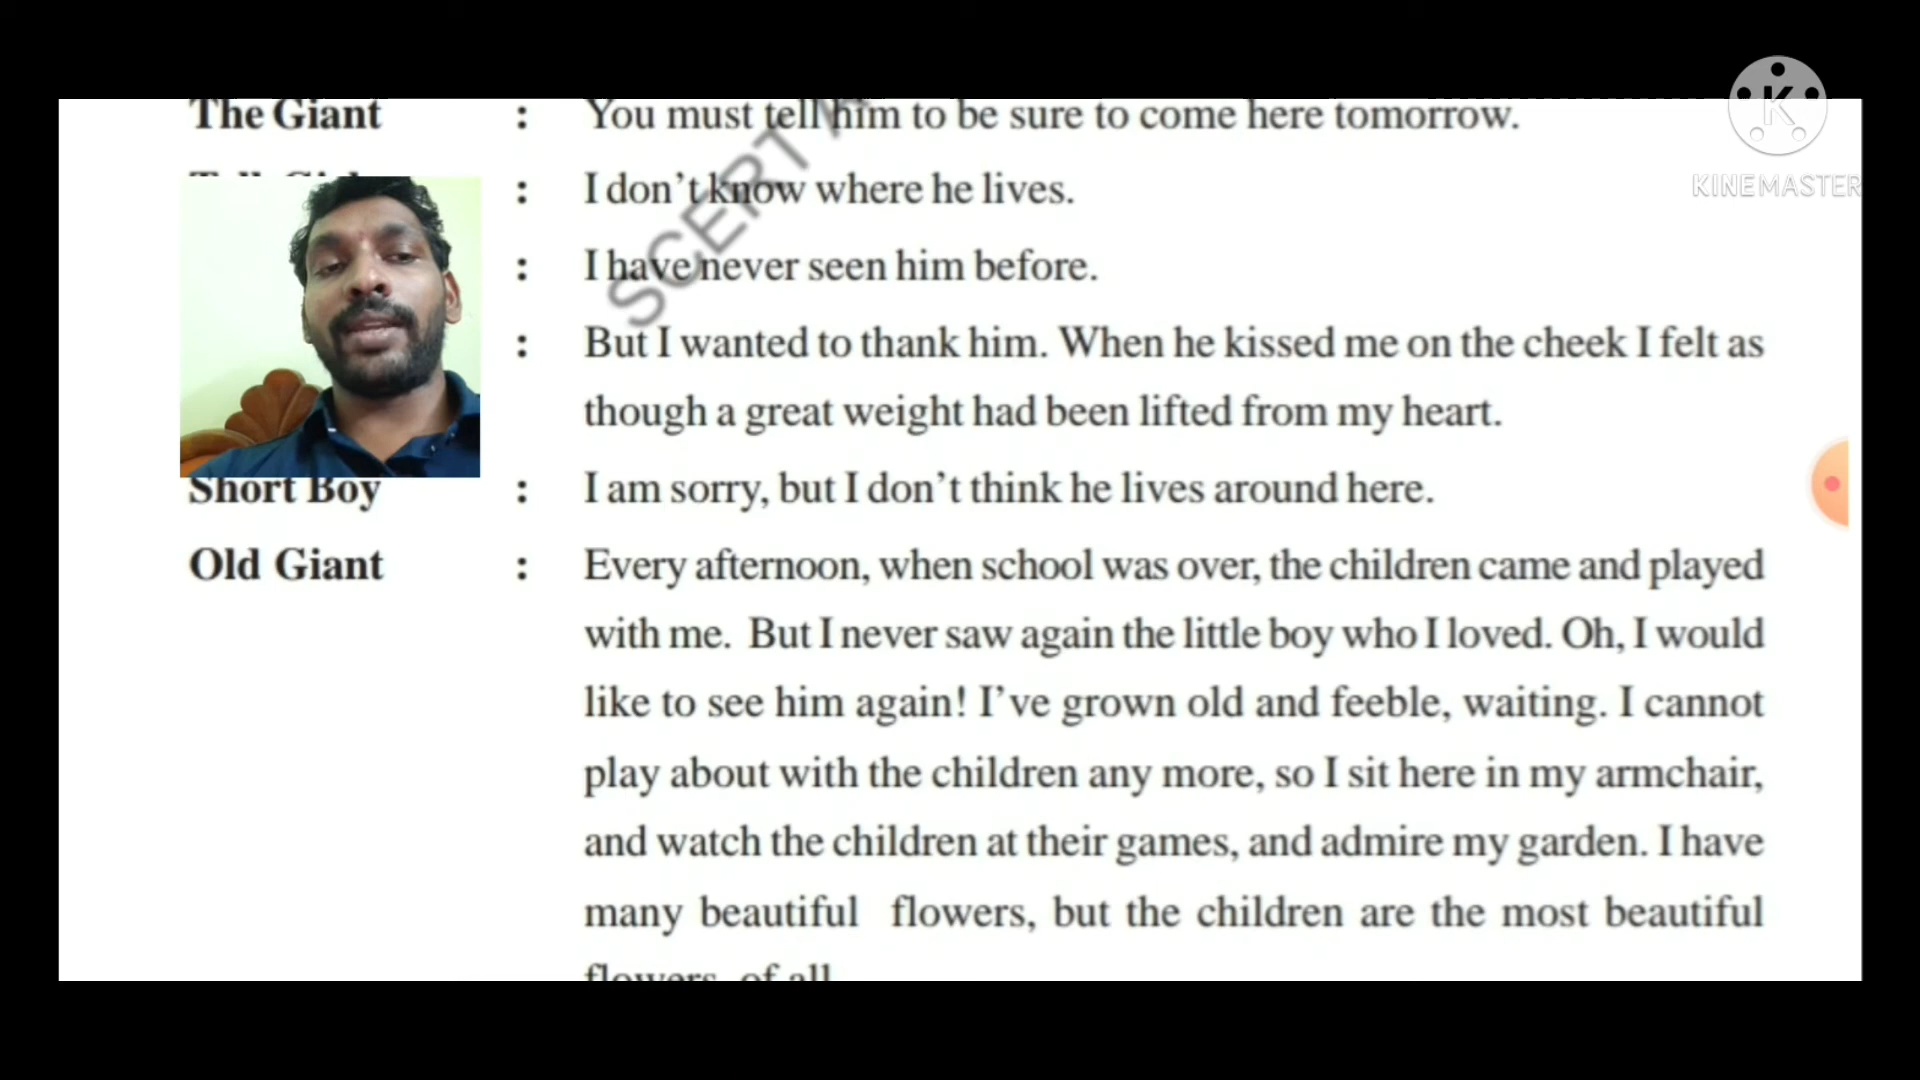 The Giant : You must tell him to be sure to come here tomorrow.
: I don't know where he lives.
: I have never seen him before.
: But I wanted to thank him. When he kissed me on the cheek I felt as
though a great weight had been lifted from my heart.
Short Boy : I am sorry, but I don't think he lives around here.
Old Giant : Every afternoon, when school was over, the children came and played
with me. But I never saw again the little boy who I loved. Oh, I would
like to see him again! I've grown old and feeble, waiting. I cannot
play about with the children any more, so I sit here in my armchair,
and watch the children at their games, and admire my garden. I have
many beautiful flowers, but the children are the most beautiful
flowers of all
SCERT
K
KINEMASTER